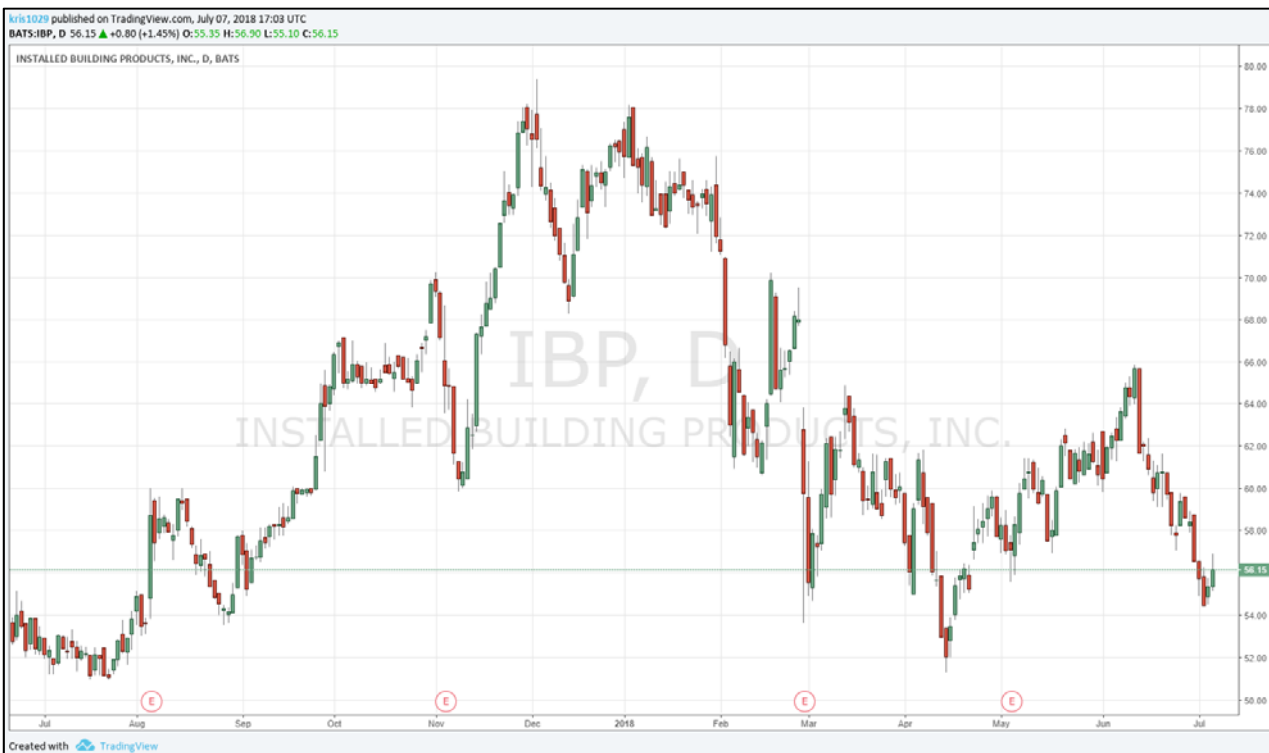 kris1029 published on TradingView.com, July 07, 2018 17:03 UTC
BATS:IBP, D 56.15 ▲ +0.80 (+1.45%) O:55.35 H:56.90 L:55.10 C:56.15
INSTALLED BUILDING PRODUCTS, INC., D, BATS
80.00
78.00
76.00
74.00
72.00
70.00
68.00
IBP, D
66.00
64.00
INSTALLED BUILDING PRODUCTS, INC.
62.00
60.00
58.00
56.15
54.00
52.00
E E E E
50.00
Jul Aug Sep Oct Nov Dec 2018 Feb Mar Apr May Jun Jul
Created with TradingView